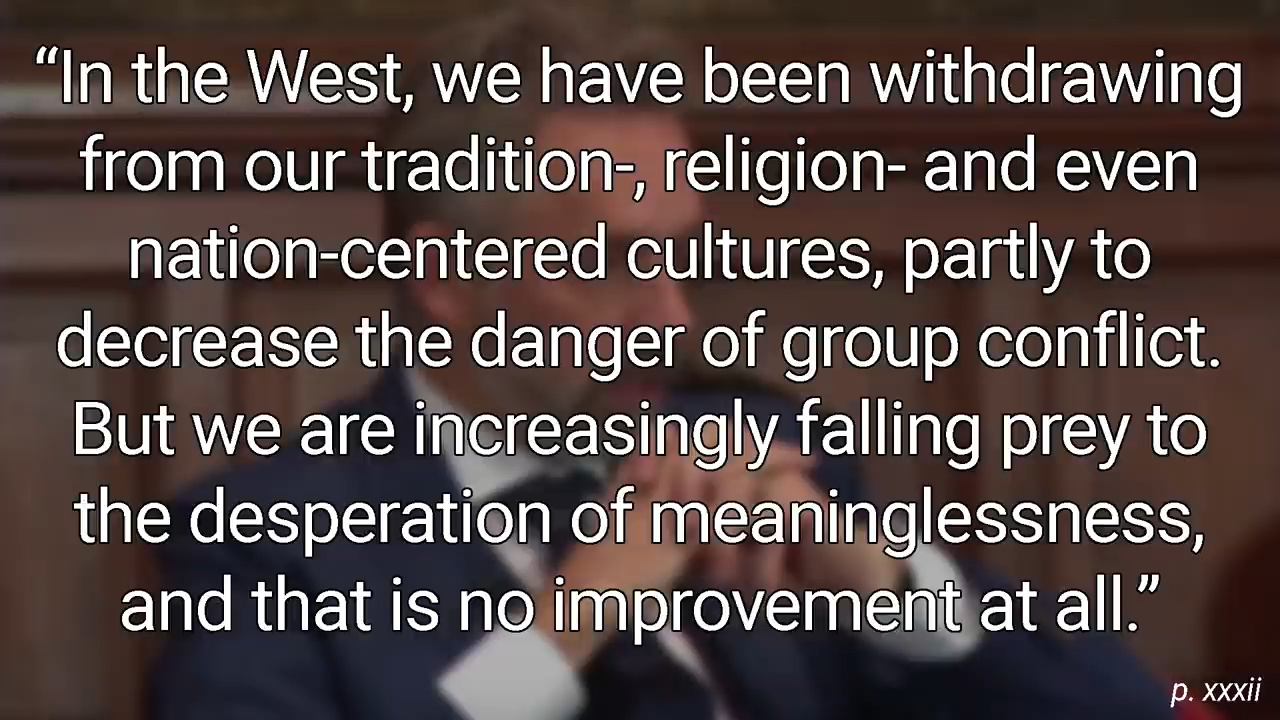 “In the West, we have been withdrawing
from our tradition-, religion- and even
nation-centered cultures, partly to
decrease the danger of group conflict.
But we are increasingly falling prey to
the desperation of meaninglessness,
and that is no improvement at all.”
p. xxxii